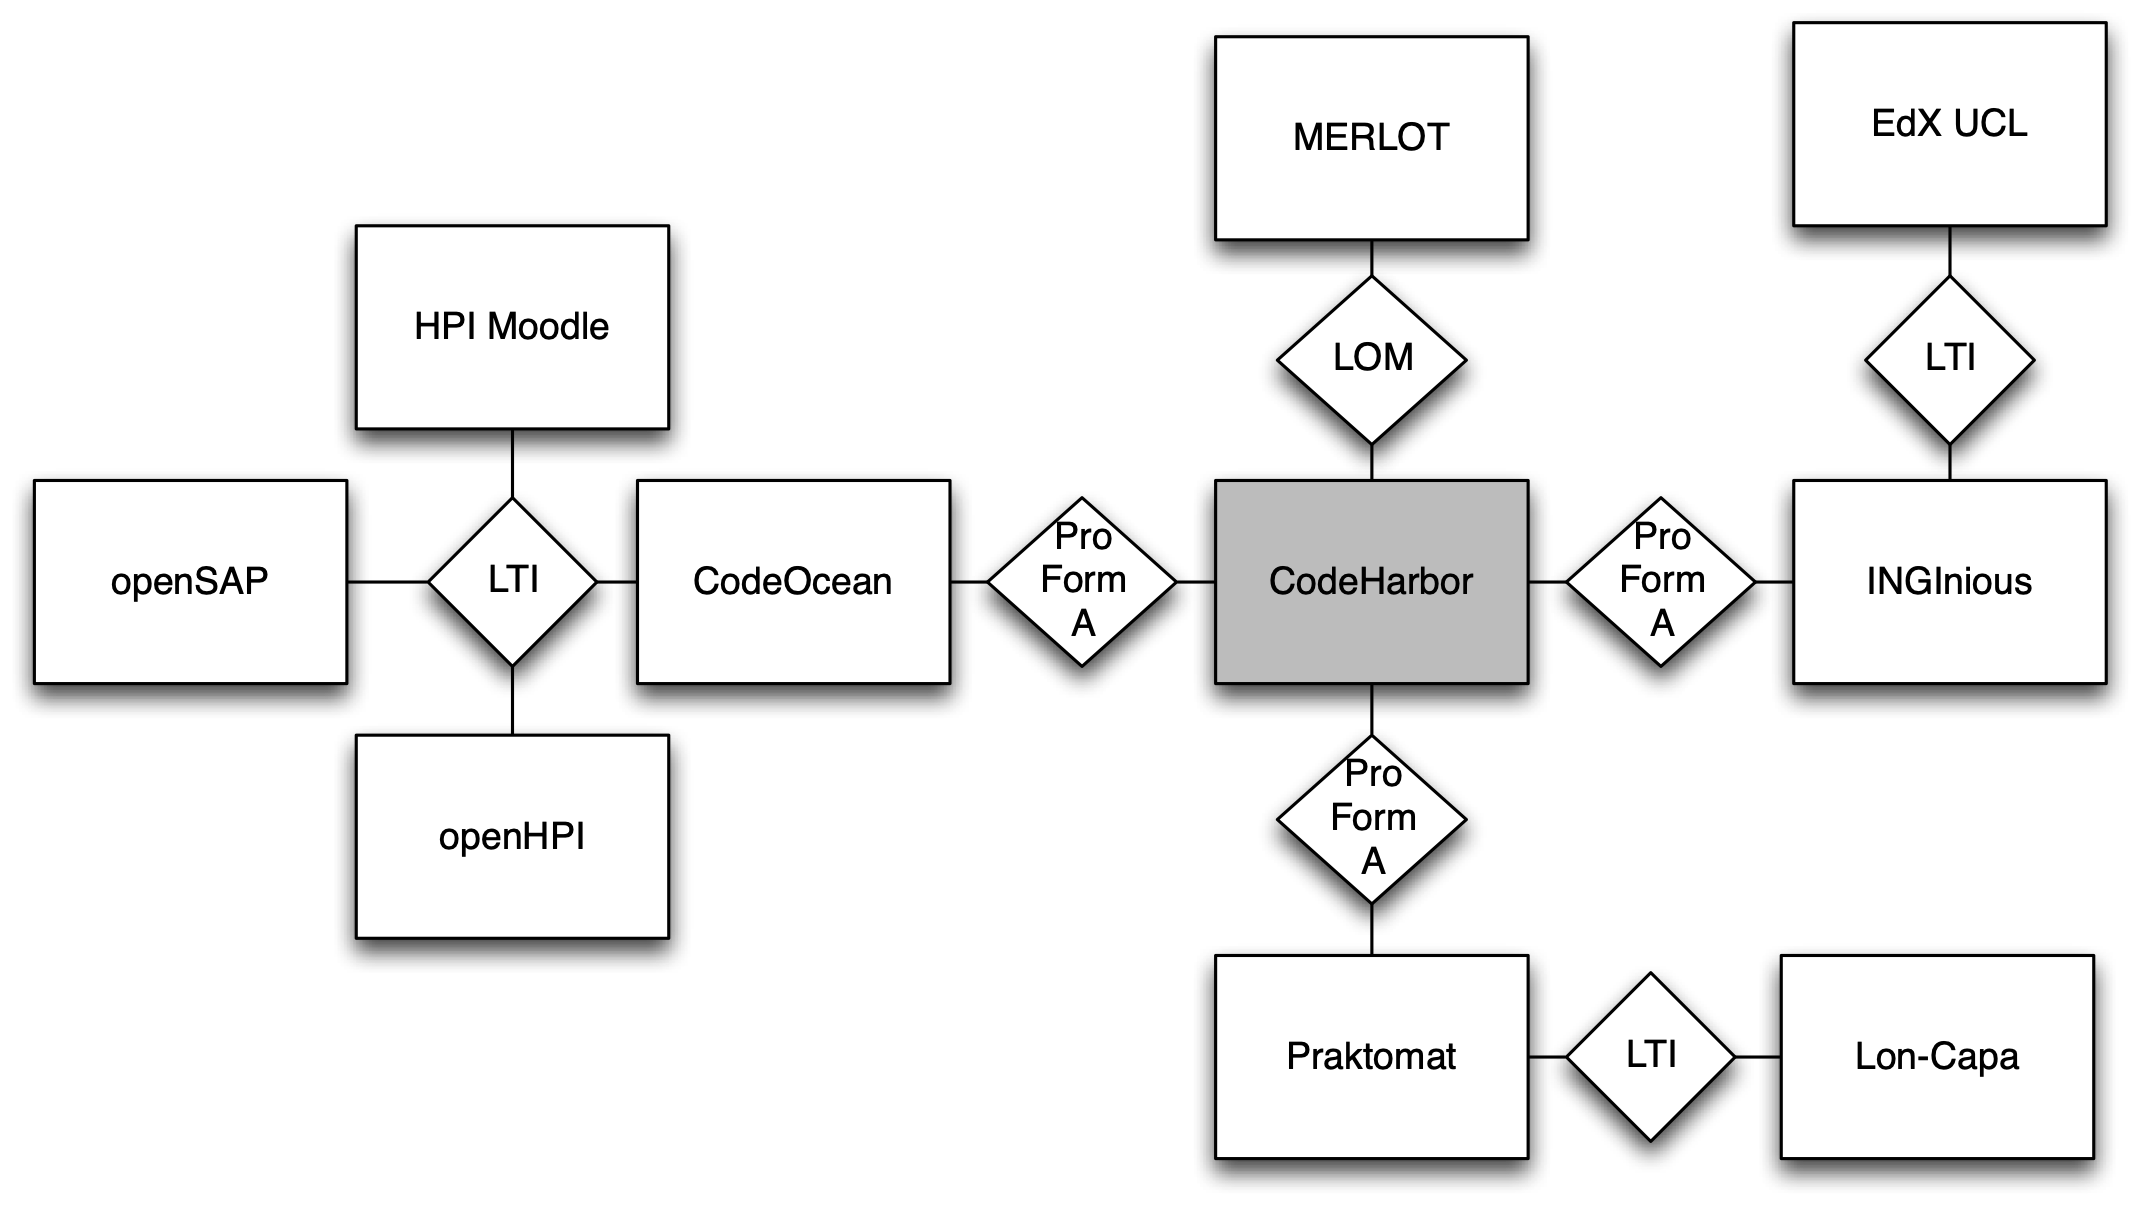 MERLOT
EdX UCL
HPI Moodle
LOM
LTI
openSAP
LTI
CodeOcean
Pro
Form
A
CodeHarbor
Pro
Form
A
INGInious
openHPI
Pro
Form
A
Praktomat
LTI
Lon-Capa